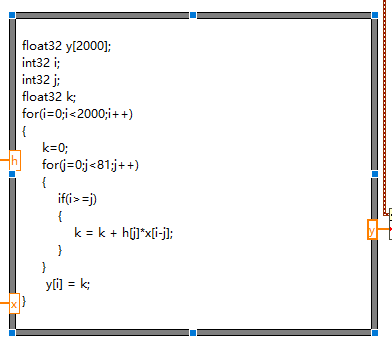 float32 y[2000];
int32 i;
int32 j;
float32 k;
for(i=0;i<2000;i++)
{
k=0;
for(j=0;j<81;j++)
{
if(i>=j)
{
k = k + h[j]*x[i-j];
}
}
y[i] = k;
}
h
x
y